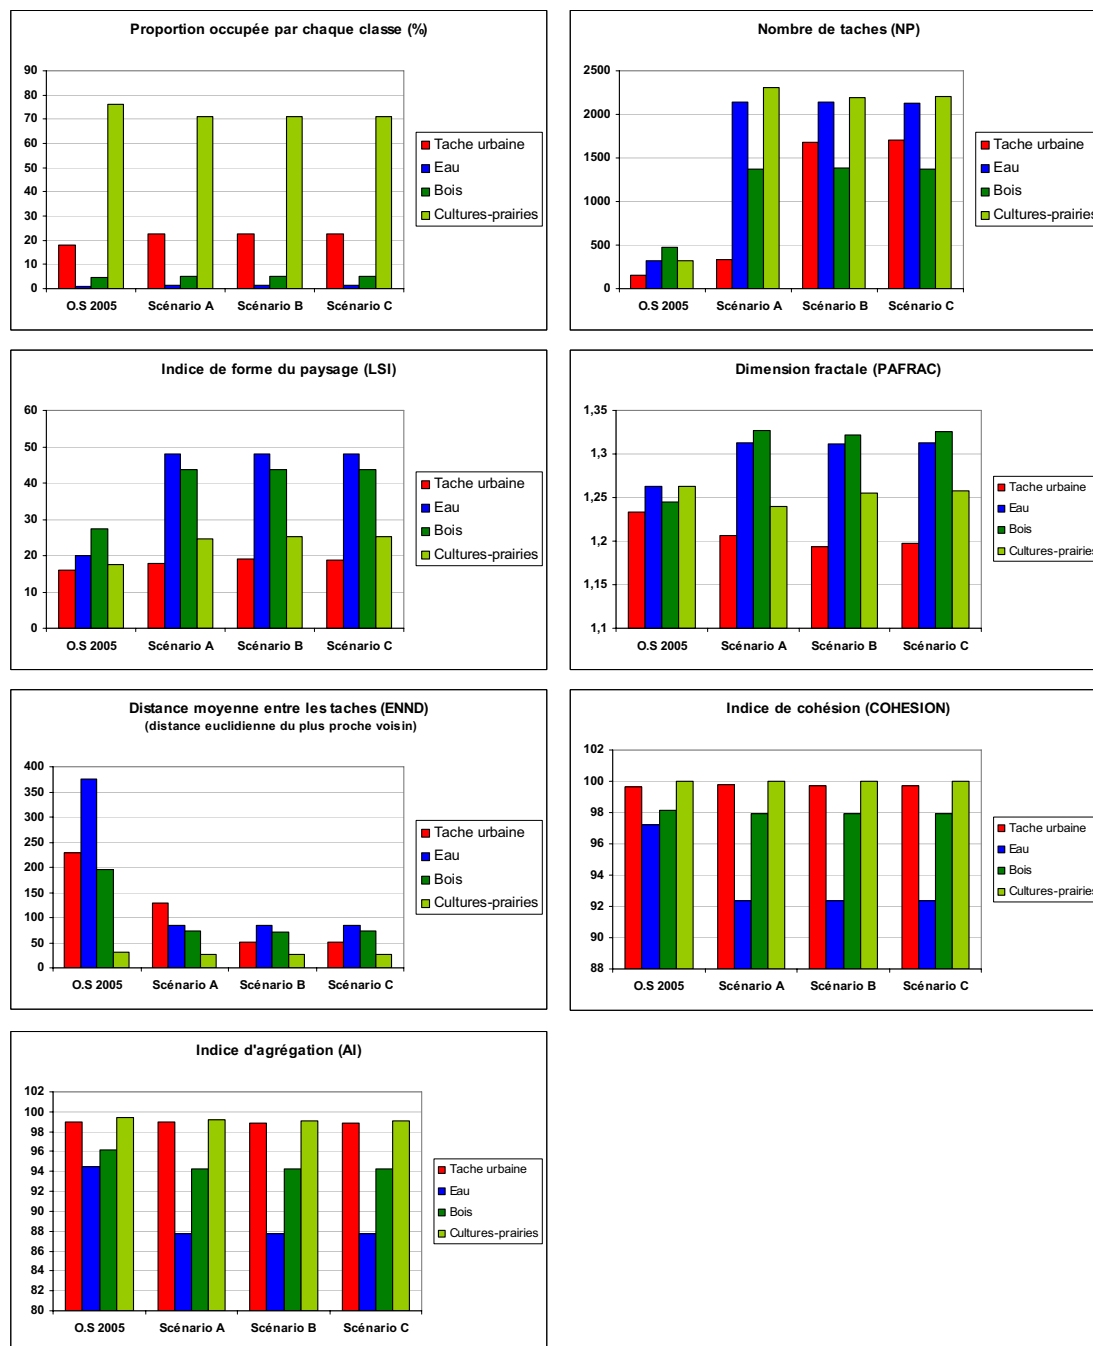 Proportion occupée par chaque classe (%)
90
80
70
60
50
40
30
20
10
0
O.S 2005 Scénario A Scénario B Scénario C
Tache urbaine
Eau
Bois
Cultures-prairies
Nombre de taches (NP)
2500
2000
1500
1000
500
0
O.S 2005 Scénario A Scénario B Scénario C
Tache urbaine
Eau
Bois
Cultures-prairies
Indice de forme du paysage (LSI)
60
50
40
30
20
10
0
O.S 2005 Scénario A Scénario B Scénario C
Tache urbaine
Eau
Bois
Cultures-prairies
Dimension fractale (PAFRAC)
1,35
1,3
1,25
1,2
1,15
1,1
O.S 2005 Scénario A Scénario B Scénario C
Tache urbaine
Eau
Bois
Cultures-prairies
Distance moyenne entre les taches (ENND)
(distance euclidienne du plus proche voisin)
400
350
300
250
200
150
100
50
0
O.S 2005 Scénario A Scénario B Scénario C
Tache urbaine
Eau
Bois
Cultures-prairies
Indice de cohésion (COHESION)
102
100
98
96
94
92
90
88
O.S 2005 Scénario A Scénario B Scénario C
Tache urbaine
Eau
Bois
Cultures-prairies
Indice d'agrégation (AI)
102
100
98
96
94
92
90
88
86
84
82
80
O.S 2005 Scénario A Scénario B Scénario C
Tache urbaine
Eau
Bois
Cultures-prairies